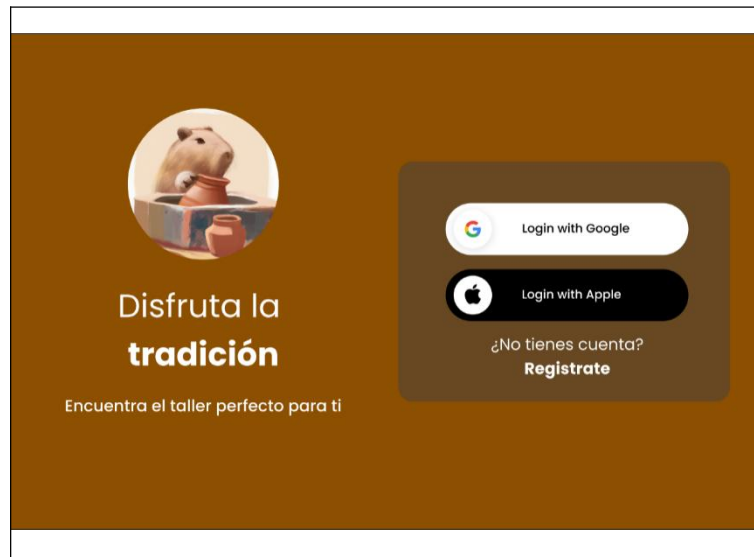 Disfruta la
tradición
Encuentra el taller perfecto para ti
Login with Google
Login with Apple
¿No tienes cuenta?
Registrate